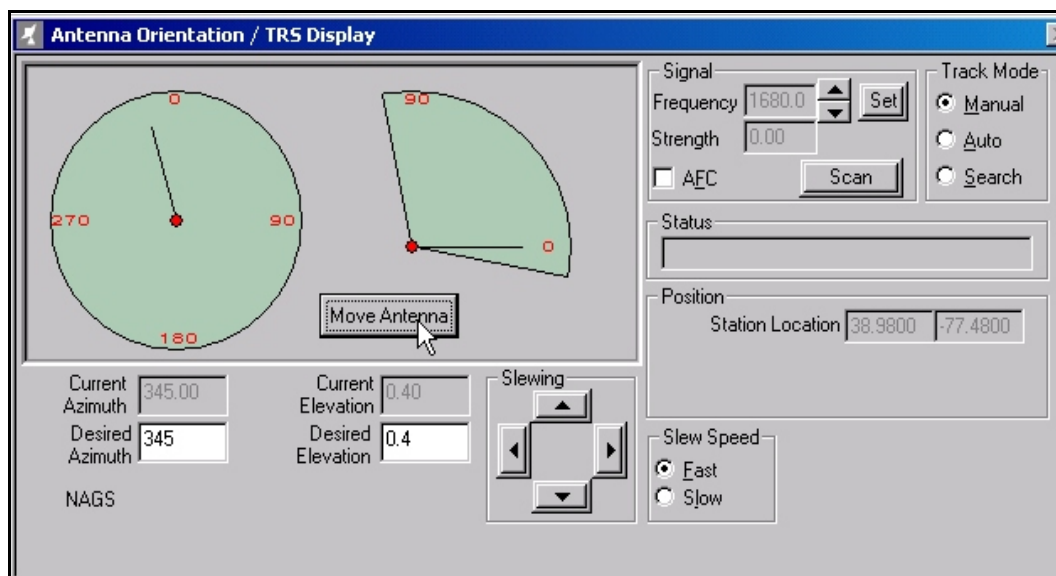 Antenna Orientation / TRS Display
0
270
90
180
90
0
Move Antenna
Current Azimuth
345.00
Desired Azimuth
345
NAGS
Current Elevation
0.40
Desired Elevation
0.4
Slewing
Signal
Frequency
1680.0
Set
Strength
0.00
AFC
Scan
Track Mode
Manual
Auto
Search
Status
Position
Station Location
38.9800
-77.4800
Slew Speed
Fast
Slow